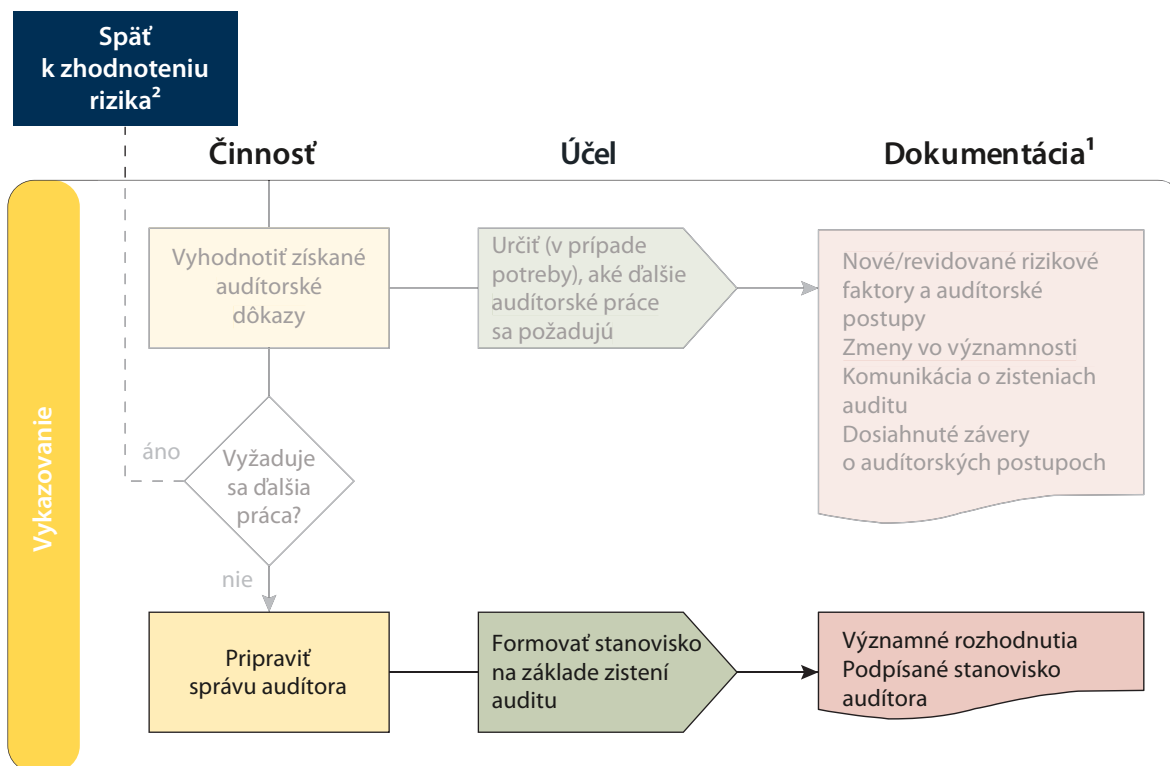 Späť
k zhodnoteniu
rizika²
Činnosť
Účel
Dokumentácia¹
Vykazovanie
Vyhodnotiť získané
audítorské
dôkazy
Určiť (v prípade
potreby), aké ďalšie
audítorské práce
sa požadujú
Nové/revidované rizikové
faktory a audítorské
postupy
Zmeny vo významnosti
Komunikácia o zisteniach
auditu
Dosiahnuté závery
o audítorských postupoch
áno
Vyžaduje
sa ďalšia
práca?
nie
Pripraviť
správu audítora
Formovať stanovisko
na základe zistení
auditu
Významné rozhodnutia
Podpísané stanovisko
audítora